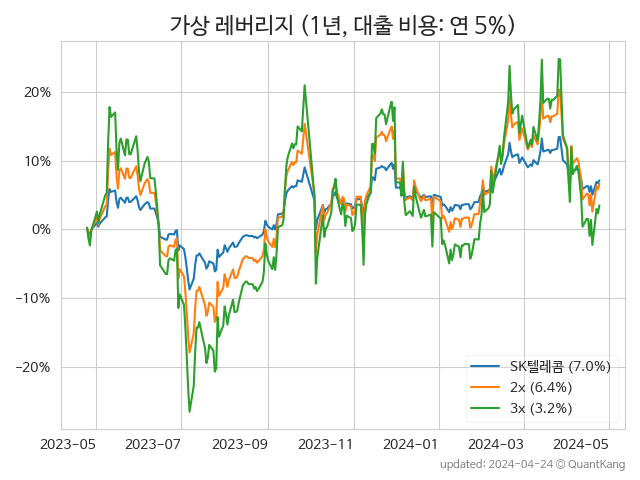 가상 레버리지 (1년, 대출 비용: 연 5%)
20%
10%
0%
−10%
−20%
SK텔레콤 (7.0%)
2x (6.4%)
3x (3.2%)
2023-05 2023-07 2023-09 2023-11 2024-01 2024-03 2024-05
updated: 2024-04-24 © QuantKang